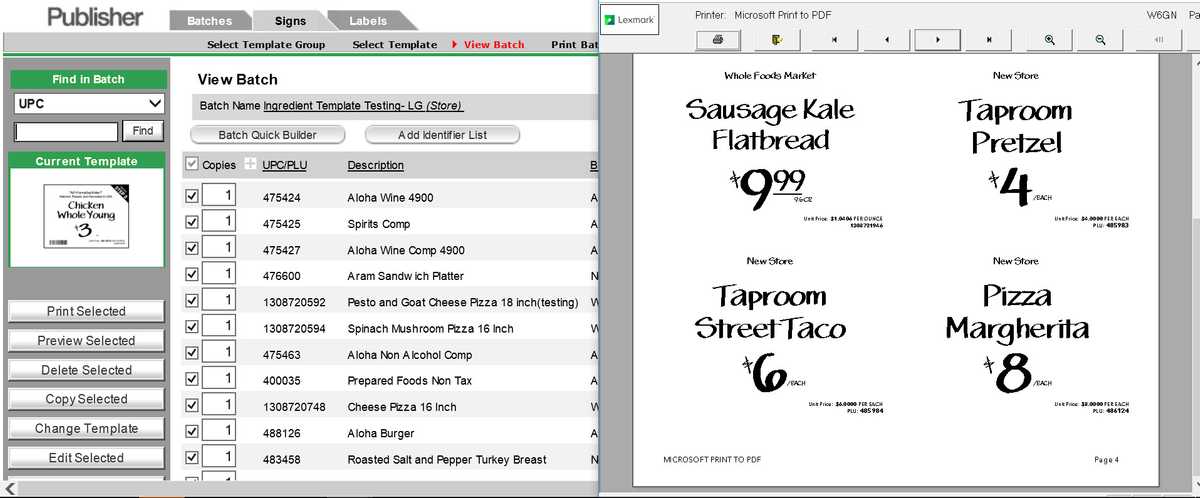 Publisher
Batches
Signs
Labels
Select Template Group
Select Template
View Batch
Print Bat
Find in Batch
UPC
Find
Current Template
Chicken
Whole Young
$3
Print Selected
Preview Selected
Delete Selected
Copy Selected
Change Template
Edit Selected
View Batch
Batch Name Ingredient Template Testing- LG (Store)
Batch Quick Builder
Add Identifier List
Copies UPC/PLU Description B
1 475424 Aloha Wine 4900 A
1 475425 Spirits Comp A
1 475427 Aloha Wine Comp 4900 A
1 476600 Aram Sandwich Platter N
1 1308720592 Pesto and Goat Cheese Pizza 18 inch(testing) W
1 1308720594 Spinach Mushroom Pizza 16 Inch W
1 475463 Aloha Non Alcohol Comp A
1 400035 Prepared Foods Non Tax A
1 1308720748 Cheese Pizza 16 Inch W
1 488126 Aloha Burger A
1 483458 Roasted Salt and Pepper Turkey Breast N
Lexmark
Printer: Microsoft Print to PDF
W6GN Pa
Whole Foods Market
Sausage Kale
Flatbread
$9.99
Unit Price: $1.0406 PER OUNCE
1308721946
New Store
Taproom
Pretzel
$4
/EACH
Unit Price: $4.0000 PER EACH
PLU: 485983
New Store
Taproom
Street Taco
$6
/EACH
Unit Price: $6.0000 PER EACH
PLU: 485984
New Store
Pizza
Margherita
$8
/EACH
Unit Price: $8.0000 PER EACH
PLU: 486124
MICROSOFT PRINT TO PDF
Page 4